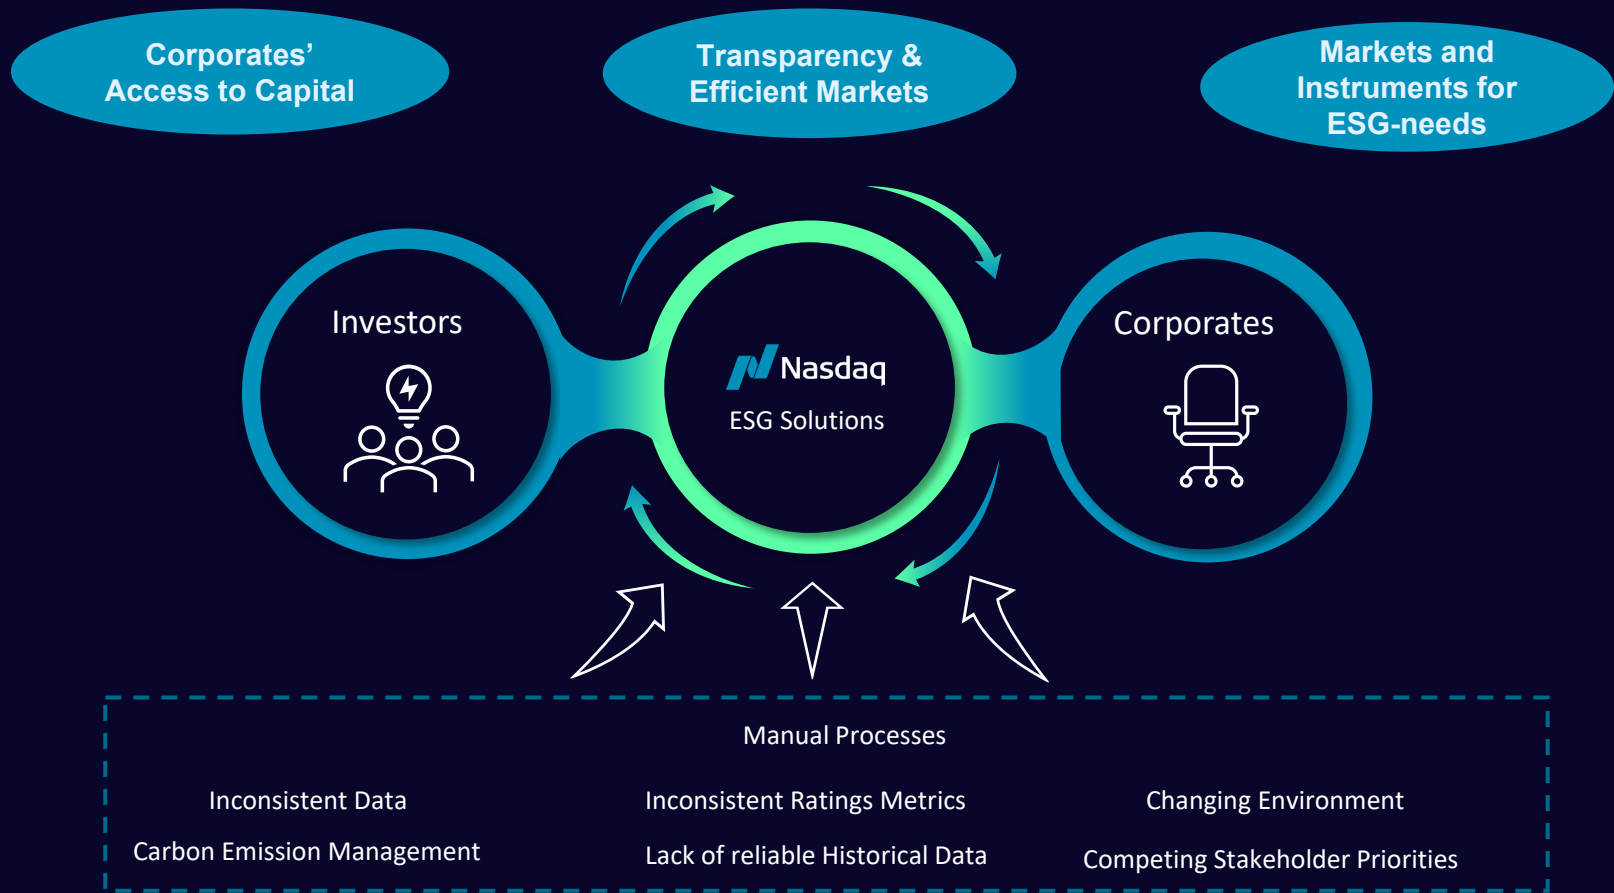 Corporates’
Access to Capital
Transparency &
Efficient Markets
Markets and
Instruments for
ESG-needs
Investors
Nasdaq
ESG Solutions
Corporates
Manual Processes
Inconsistent Data
Inconsistent Ratings Metrics
Changing Environment
Carbon Emission Management
Lack of reliable Historical Data
Competing Stakeholder Priorities